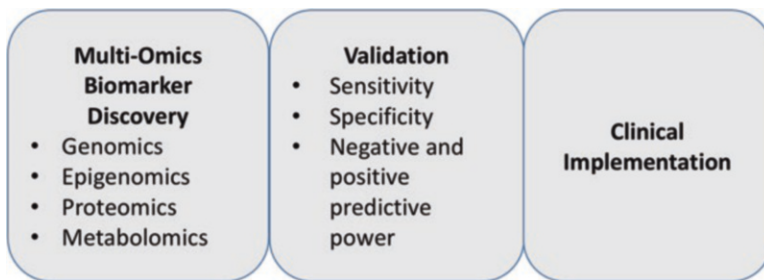 Multi-Omics
Biomarker
Discovery
• Genomics
• Epigenomics
• Proteomics
• Metabolomics
Validation
• Sensitivity
• Specificity
• Negative and
positive
predictive
power
Clinical
Implementation